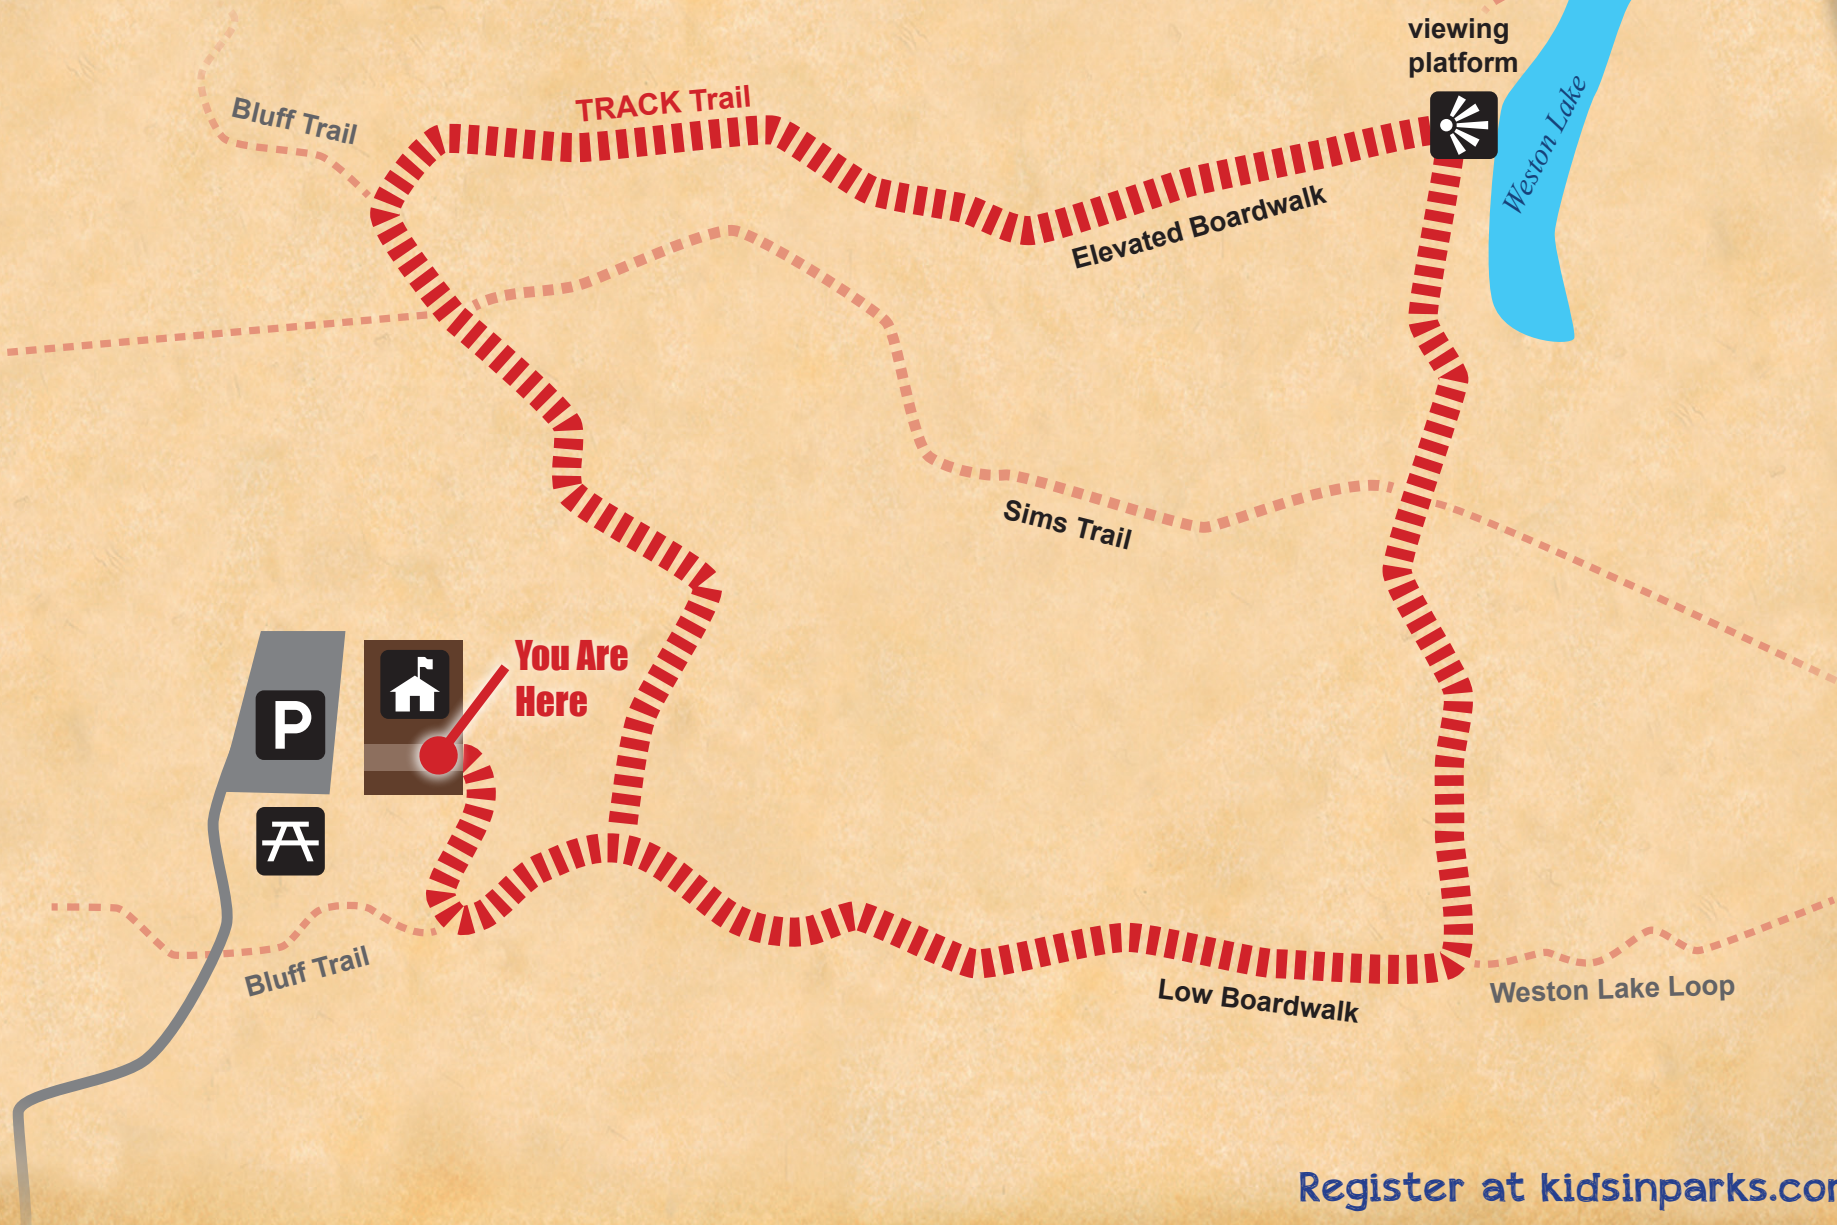 viewing
platform
Weston Lake
Bluff Trail
TRACK Trail
Elevated Boardwalk
Sims Trail
You Are
Here
P
Bluff Trail
Low Boardwalk
Weston Lake Loop
Register at kidsinparks.com